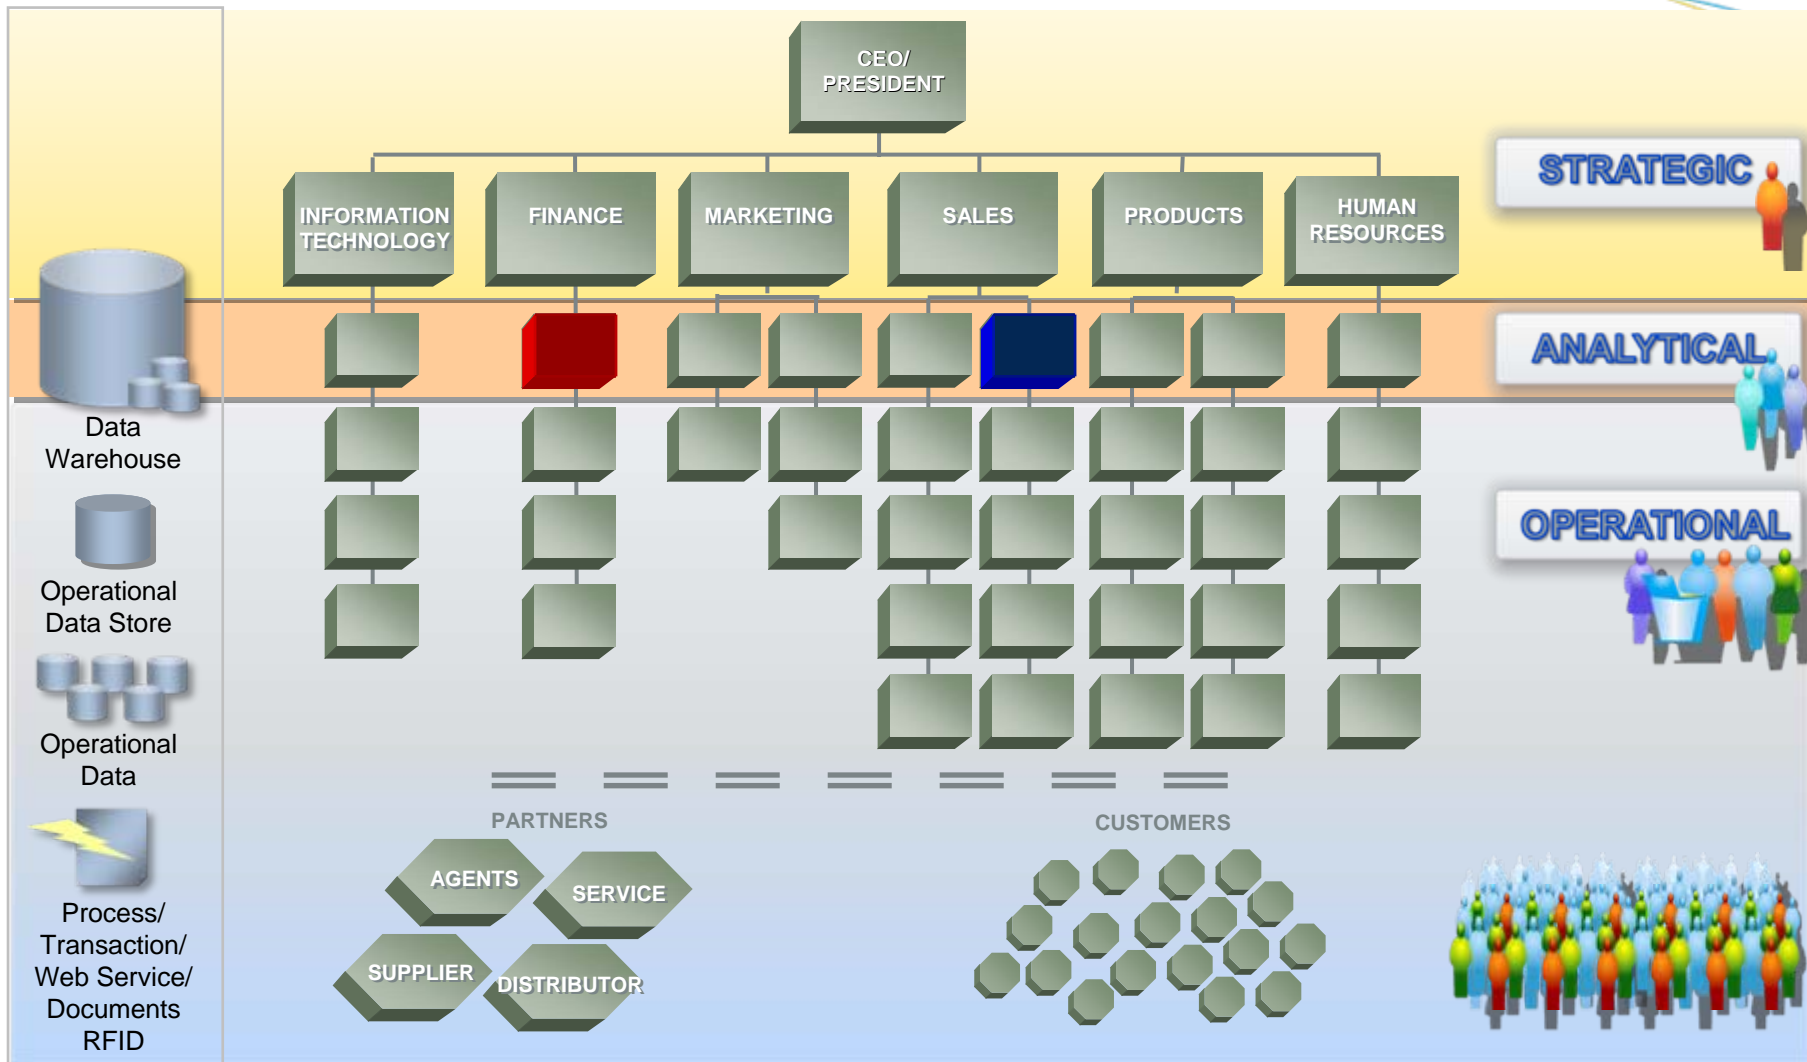 CEO/
PRESIDENT
STRATEGIC
INFORMATION
TECHNOLOGY
FINANCE
MARKETING
SALES
PRODUCTS
HUMAN
RESOURCES
ANALYTICAL
Data
Warehouse
OPERATIONAL
Operational
Data Store
Operational
Data
PARTNERS
CUSTOMERS
AGENTS
SERVICE
SUPPLIER
DISTRIBUTOR
Process/
Transaction/
Web Service/
Documents
RFID